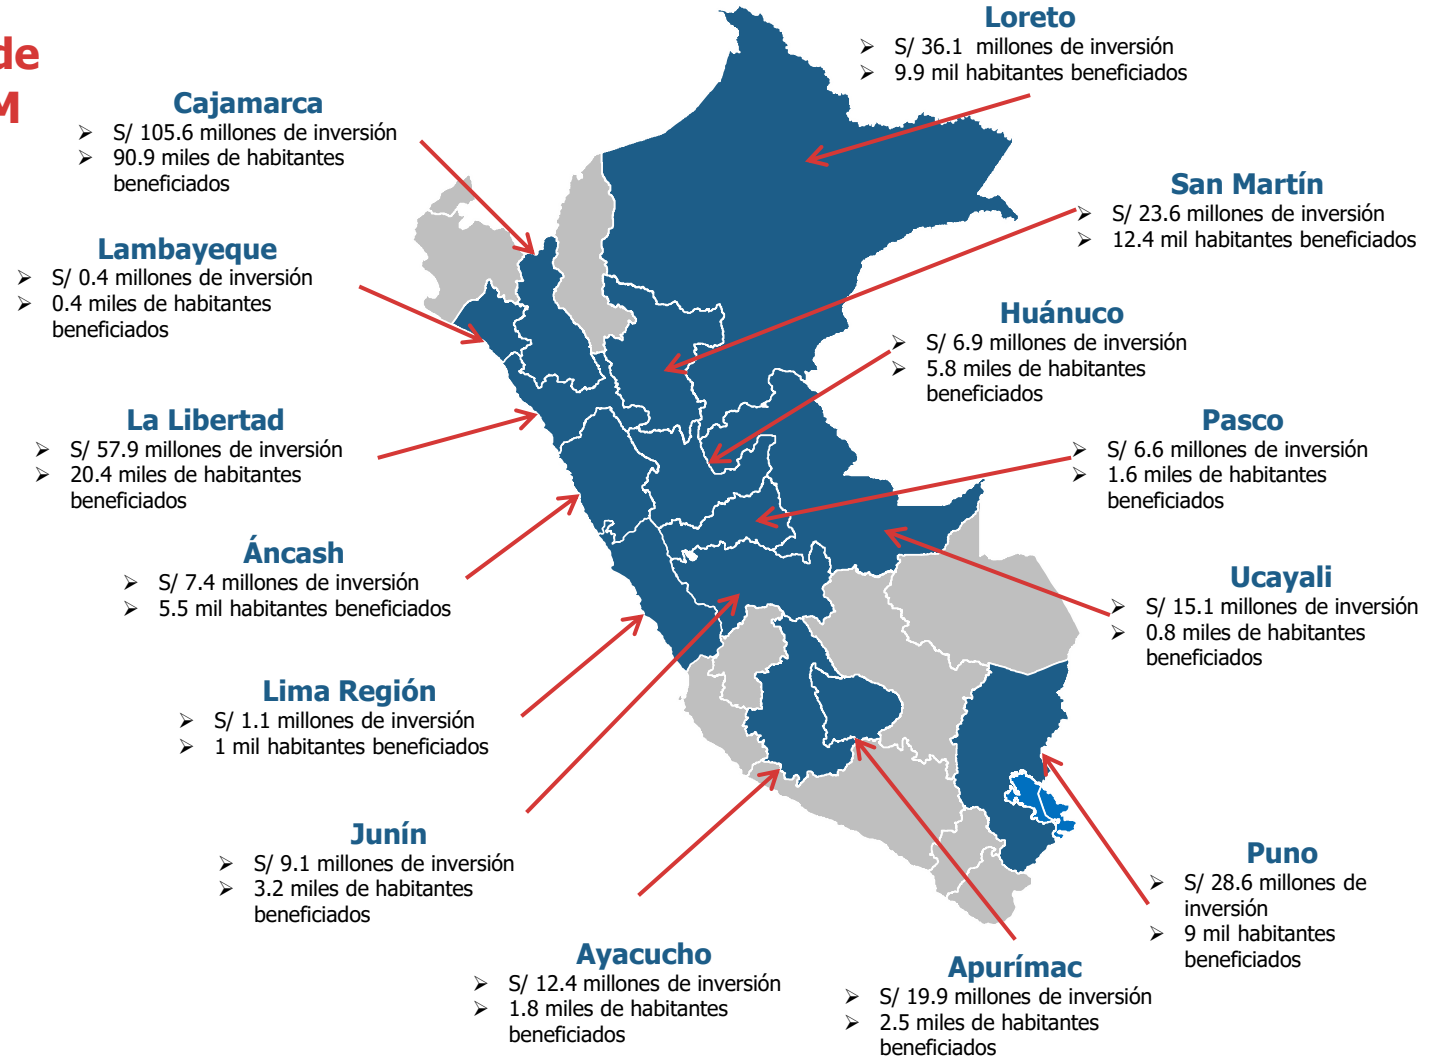 de
M
Loreto
➢ S/ 36.1 millones de inversión
➢ 9.9 mil habitantes beneficiados
Cajamarca
➢ S/ 105.6 millones de inversión
➢ 90.9 miles de habitantes
beneficiados
San Martín
➢ S/ 23.6 millones de inversión
➢ 12.4 mil habitantes beneficiados
Lambayeque
➢ S/ 0.4 millones de inversión
➢ 0.4 miles de habitantes
beneficiados
Huánuco
➢ S/ 6.9 millones de inversión
➢ 5.8 miles de habitantes
beneficiados
La Libertad
➢ S/ 57.9 millones de inversión
➢ 20.4 miles de habitantes
beneficiados
Pasco
➢ S/ 6.6 millones de inversión
➢ 1.6 miles de habitantes
beneficiados
Áncash
➢ S/ 7.4 millones de inversión
➢ 5.5 mil habitantes beneficiados
Ucayali
➢ S/ 15.1 millones de inversión
➢ 0.8 miles de habitantes
beneficiados
Lima Región
➢ S/ 1.1 millones de inversión
➢ 1 mil habitantes beneficiados
Junín
➢ S/ 9.1 millones de inversión
➢ 3.2 miles de habitantes
beneficiados
Puno
➢ S/ 28.6 millones de
inversión
➢ 9 mil habitantes
beneficiados
Ayacucho
➢ S/ 12.4 millones de inversión
➢ 1.8 miles de habitantes
beneficiados
Apurímac
➢ S/ 19.9 millones de inversión
➢ 2.5 miles de habitantes
beneficiados